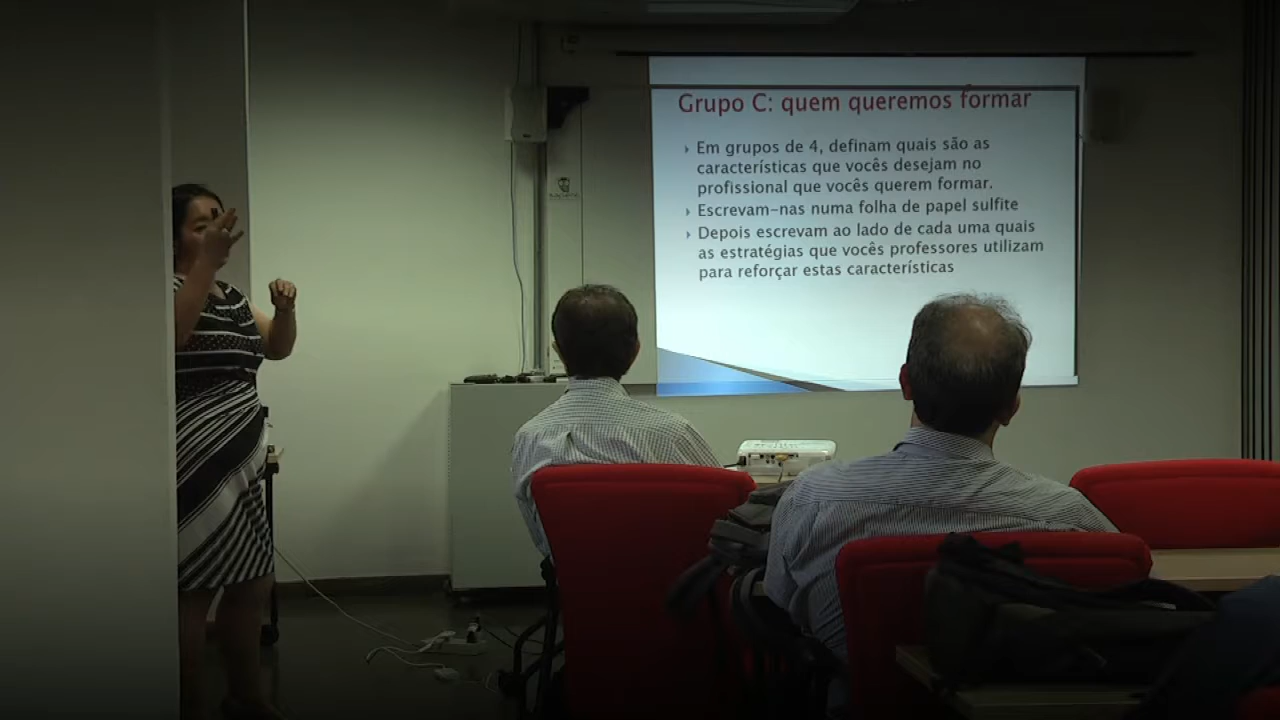 Grupo C: quem queremos formar
Em grupos de 4, definam quais são as
características que vocês desejam no
profissional que vocês querem formar.
Escrevam-nas numa folha de papel sulfite
Depois escrevam ao lado de cada uma quais
as estratégias que vocês professores utilizam
para reforçar estas características